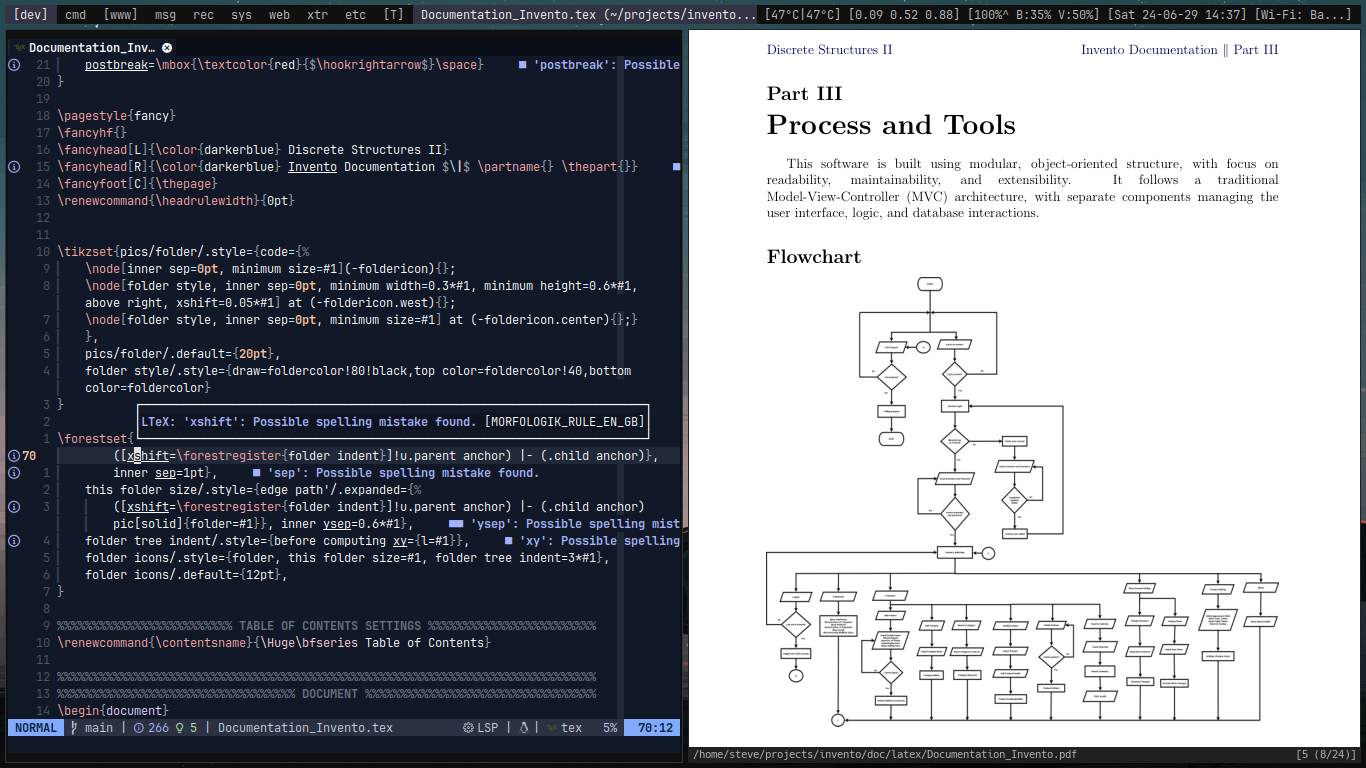 [dev] cmd [www] msg rec sys web xtr etc [T] Documentation_Invento.tex (~/projects/invento... [47°C|47°C] [0.09 0.52 0.88] [100%^ B:35% V:50%] [Sat 24-06-29 14:37] [Wi-Fi: Ba...]
Documentation_Inv…
21 postbreak=\mbox{\textcolor{red}{$\hookrightarrow$}\space} ■ 'postbreak': Possible
20 }
19
18 \pagestyle{fancy}
17 \fancyhf{}
16 \fancyhead[L]{\color{darkerblue} Discrete Structures II}
15 \fancyhead[R]{\color{darkerblue} Invento Documentation $\|$ \partname{} \thepart{}} ■
14 \fancyfoot[C]{\thepage}
13 \renewcommand{\headrulewidth}{0pt}
12
11
10 \tikzset{pics/folder/.style={code={%
9 \node[inner sep=0pt, minimum size=#1](-foldericon){};
8 \node[folder style, inner sep=0pt, minimum width=0.3*#1, minimum height=0.6*#1,
above right, xshift=0.05*#1] at (-foldericon.west){};
7 \node[folder style, inner sep=0pt, minimum size=#1] at (-foldericon.center){};}
6 },
5 pics/folder/.default={20pt},
4 folder style/.style={draw=foldercolor!80!black,top color=foldercolor!40,bottom
color=foldercolor}
3 }
2 LTeX: 'xshift': Possible spelling mistake found. [MORFOLOGIK_RULE_EN_GB]
1 \forestset{
70 ([xshift=\forestregister{folder indent}]!u.parent anchor) |- (.child anchor)},
1 inner sep=1pt}, ■ 'sep': Possible spelling mistake found.
2 this folder size/.style={edge path'/.expanded={%
3 ([xshift=\forestregister{folder indent}]!u.parent anchor) |- (.child anchor)
pic[solid]{folder=#1}}, inner ysep=0.6*#1}, ■■ 'ysep': Possible spelling mist
4 folder tree indent/.style={before computing xy={l=#1}}, ■ 'xy': Possible spelling
5 folder icons/.style={folder, this folder size=#1, folder tree indent=3*#1},
6 folder icons/.default={12pt},
7 }
8
9 %%%%%%%%%%%%%%%%%%%%%%%%% TABLE OF CONTENTS SETTINGS %%%%%%%%%%%%%%%%%%%%%%%%
10 \renewcommand{\contentsname}{\Huge\bfseries Table of Contents}
11
12 %%%%%%%%%%%%%%%%%%%%%%%%%%%%%%%%%%%%%%%%%%%%%%%%%%%%%%%%%%%%%%%%%%%%%%%%%%%%%%%
13 %%%%%%%%%%%%%%%%%%%%%%%%%%%%%%%%%% DOCUMENT %%%%%%%%%%%%%%%%%%%%%%%%%%%%%%%%%
14 \begin{document}
NORMAL main | 266 5 | Documentation_Invento.tex LSP | | tex 5% 70:12
Discrete Structures II Invento Documentation ‖ Part III
Part III
Process and Tools
This software is built using modular, object-oriented structure, with focus on
readability, maintainability, and extensibility. It follows a traditional
Model-View-Controller (MVC) architecture, with separate components managing the
user interface, logic, and database interactions.
Flowchart
/home/steve/projects/invento/doc/latex/Documentation_Invento.pdf [5 (8/24)]